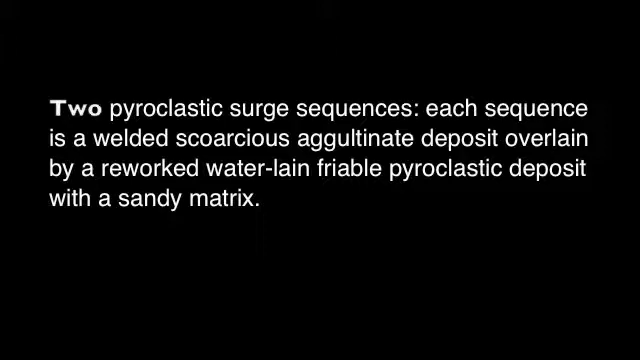 Two pyroclastic surge sequences: each sequence
is a welded scoarcious aggultinate deposit overlain
by a reworked water-lain friable pyroclastic deposit
with a sandy matrix.